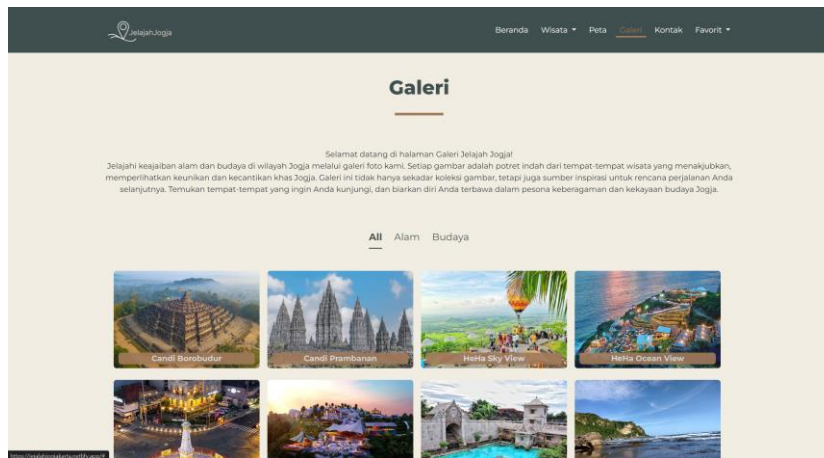 JelajahJogja
Beranda Wisata Peta Galeri Kontak Favorit
Galeri
Selamat datang di halaman Galeri Jelajah Jogja!
Jelajahi keajaiban alam dan budaya di wilayah Jogja melalui galeri foto kami. Setiap gambar adalah potret indah dari tempat-tempat wisata yang menakjubkan,
memperlihatkan keunikan dan kecantikan khas Jogja. Galeri ini tidak hanya sekadar koleksi gambar, tetapi juga sumber inspirasi untuk rencana perjalanan Anda
selanjutnya. Temukan tempat-tempat yang ingin Anda kunjungi, dan biarkan diri Anda terbawa dalam pesona keberagaman dan kekayaan budaya Jogja.
All Alam Budaya
Candi Borobudur Candi Prambanan HeHa Sky View HeHa Ocean View